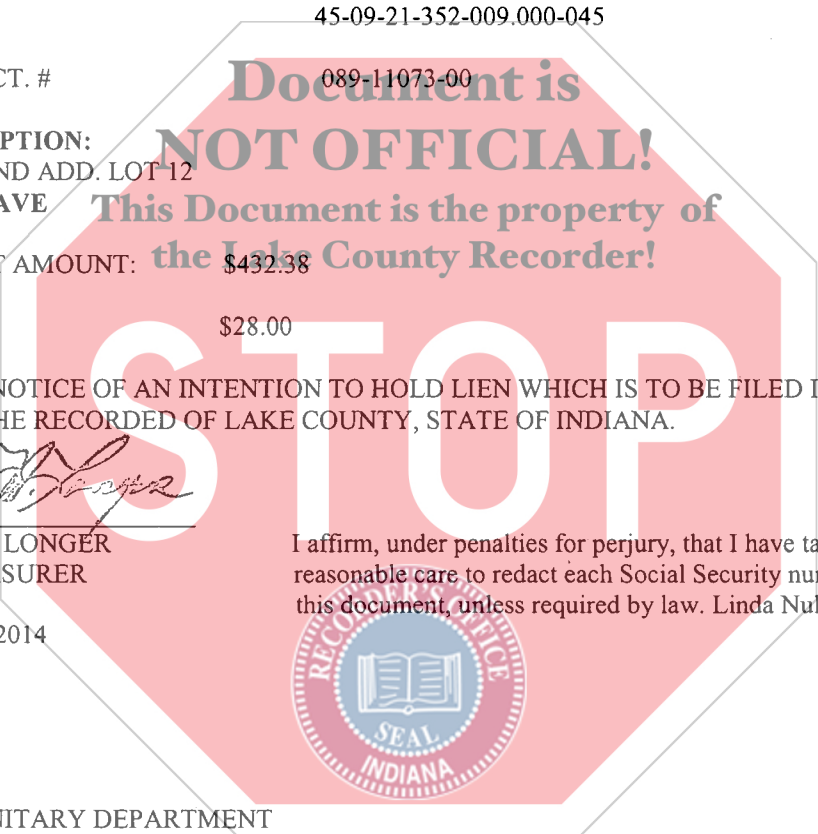 45-09-21-352-009.000-045
CT. # 089-11073-00
Document is
PTION:
NOT OFFICIAL!
ND ADD. LOT 12
AVE
This Document is the property of
T AMOUNT: $432.38
the Lake County Recorder!
$28.00
STOP
NOTICE OF AN INTENTION TO HOLD LIEN WHICH IS TO BE FILED I
HE RECORDED OF LAKE COUNTY, STATE OF INDIANA.
LONGER
SURER
I affirm, under penalties for perjury, that I have ta
reasonable care to redact each Social Security nu
this document, unless required by law. Linda Nu
2014
RECORDER'S OFFICE
SEAL
INDIANA
NITARY DEPARTMENT